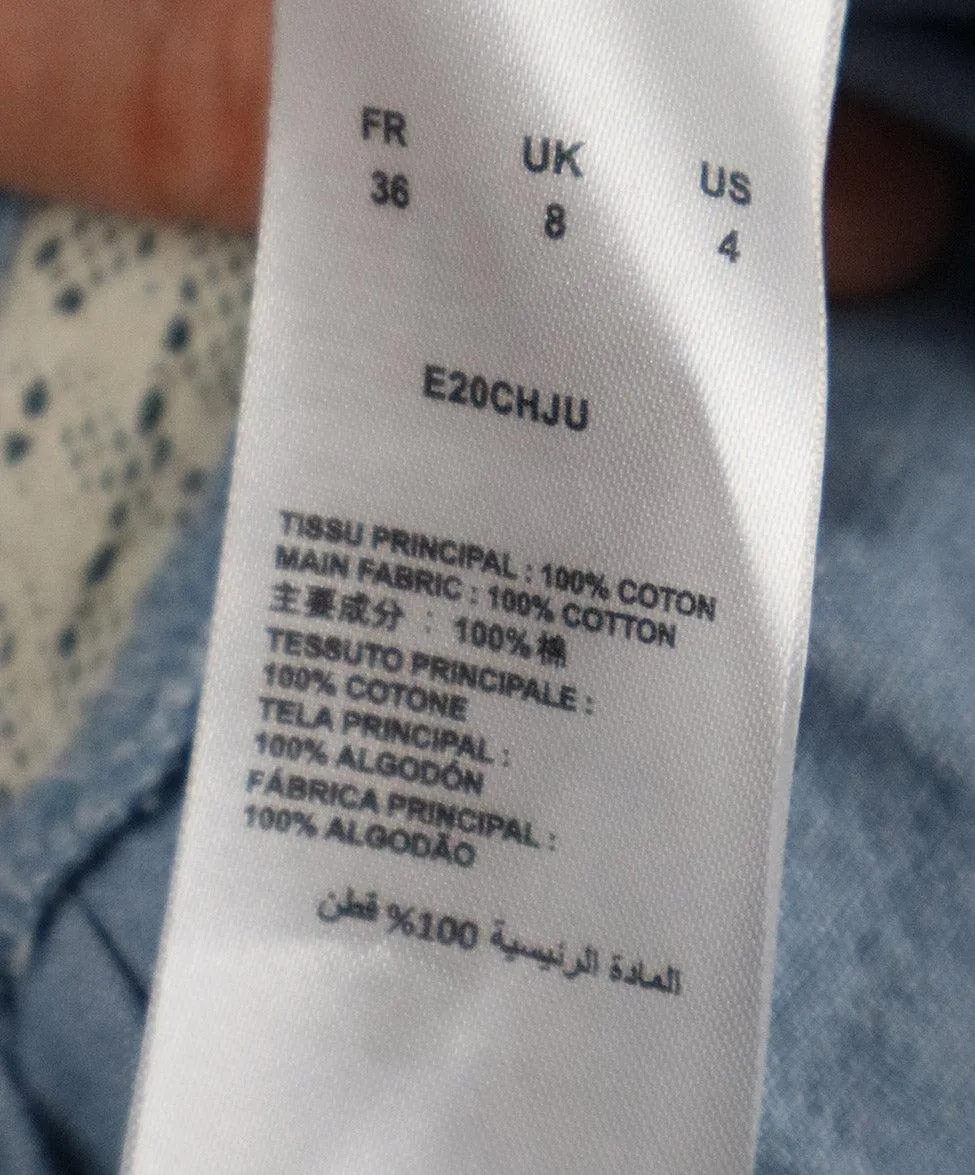 FR UK US
36 8 4
E20CHJU
TISSU PRINCIPAL : 100% COTON
MAIN FABRIC : 100% COTTON
主要成分 : 100%棉
TESSUTO PRINCIPALE :
100% COTONE
TELA PRINCIPAL :
100% ALGODÓN
FÁBRICA PRINCIPAL :
100% ALGODÃO
المادة الرئيسية 100% قطن